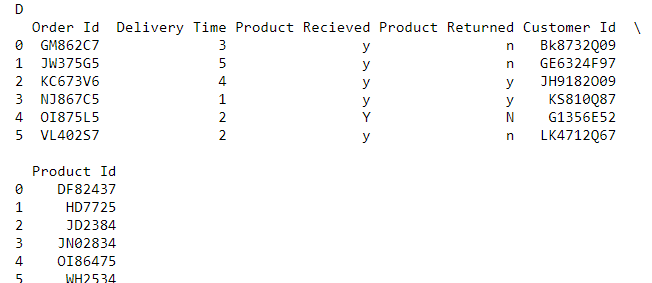 D
Order Id Delivery Time Product Recieved Product Returned Customer Id \
0 GM862C7 3 y n Bk8732Q09
1 JW375G5 5 y n GE6324F97
2 KC673V6 4 y y JH9182O09
3 NJ867C5 1 y y KS810Q87
4 OI875L5 2 Y N G1356E52
5 VL402S7 2 y n LK4712Q67
Product Id
0 DF82437
1 HD7725
2 JD2384
3 JN02834
4 OI86475
5 WH2534